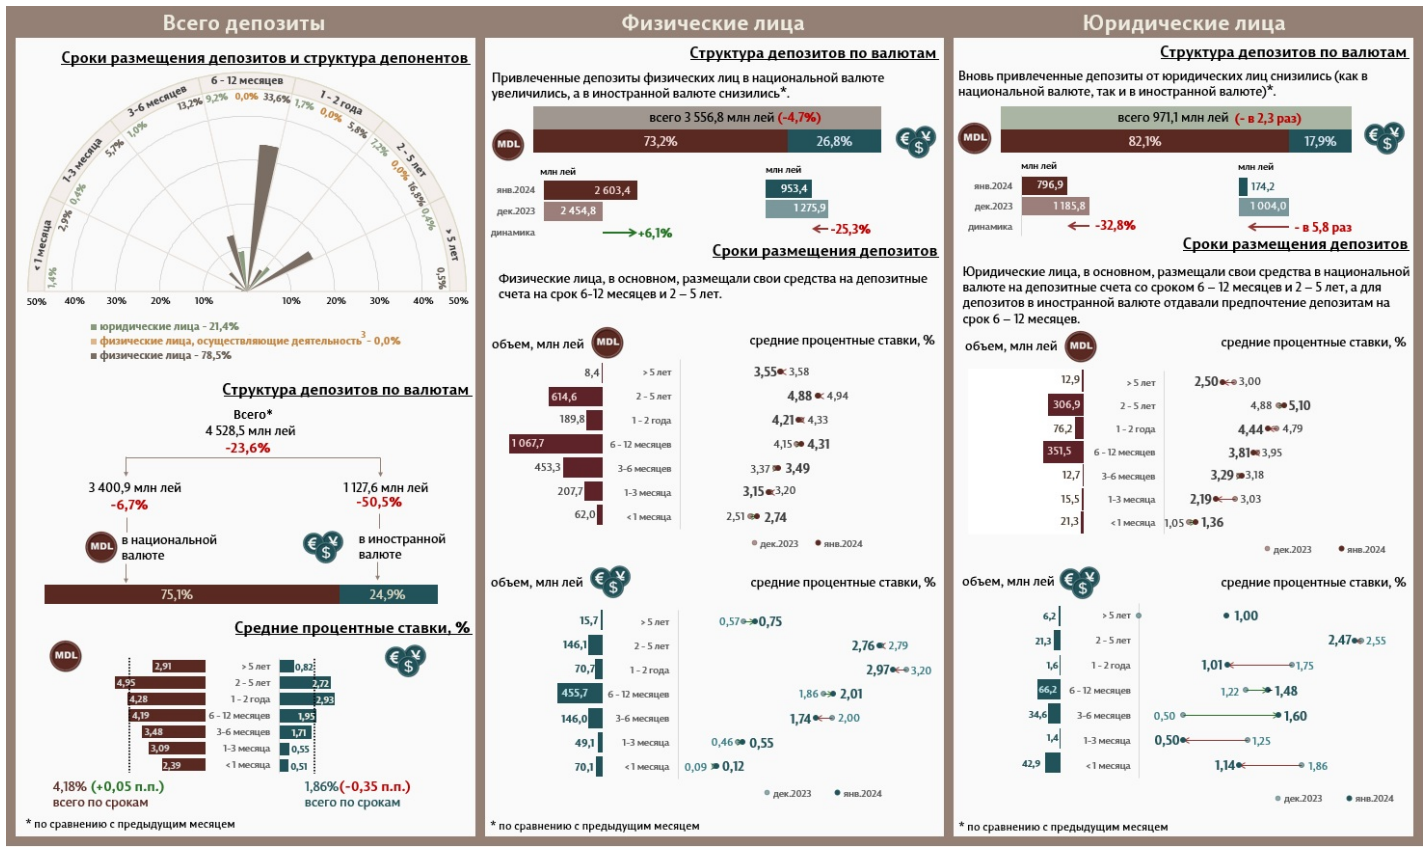 Всего депозиты
Сроки размещения депозитов и структура депонентов
< 1 месяца
1-3 месяца
3-6 месяцев
6 - 12 месяцев
1 - 2 года
2 - 5 лет
> 5 лет
1,4%
2,9%
0,4%
5,7%
1,0%
13,2%
9,2%
0,0%
33,6%
1,7%
0,0%
5,8%
7,2%
0,0%
16,8%
0,4%
0,5%
50% 40% 30% 20% 10% 10% 20% 30% 40% 50%
юридические лица - 21,4%
физические лица, осуществляющие деятельность3 - 0,0%
физические лица - 78,5%
Структура депозитов по валютам
Всего*
4 528,5 млн лей
-23,6%
3 400,9 млн лей
-6,7%
1 127,6 млн лей
-50,5%
MDL
в национальной
валюте
€ ¥ $
в иностранной
валюте
75,1% 24,9%
Средние процентные ставки, %
MDL
€ ¥ $
2,91 > 5 лет 0,82
4,95 2 - 5 лет 2,72
4,28 1 - 2 года 2,93
4,19 6 - 12 месяцев 1,95
3,48 3-6 месяцев 1,71
3,09 1-3 месяца 0,55
2,39 < 1 месяца 0,51
4,18% (+0,05 п.п.)
всего по срокам
1,86%(-0,35 п.п.)
всего по срокам
* по сравнению с предыдущим месяцем
Физические лица
Структура депозитов по валютам
Привлеченные депозиты физических лиц в национальной валюте
увеличились, а в иностранной валюте снизились*.
всего 3 556,8 млн лей (-4,7%)
MDL 73,2% 26,8% € ¥ $
млн лей млн лей
янв.2024 2 603,4 953,4
дек.2023 2 454,8 1 275,9
динамика +6,1% -25,3%
Сроки размещения депозитов
Физические лица, в основном, размещали свои средства на депозитные
счета на срок 6-12 месяцев и 2 – 5 лет.
объем, млн лей MDL средние процентные ставки, %
8,4 > 5 лет 3,55 3,58
614,6 2 - 5 лет 4,88 4,94
189,8 1 - 2 года 4,21 4,33
1 067,7 6 - 12 месяцев 4,15 4,31
453,3 3-6 месяцев 3,37 3,49
207,7 1-3 месяца 3,15 3,20
62,0 < 1 месяца 2,51 2,74
дек.2023 янв.2024
объем, млн лей € ¥ $ средние процентные ставки, %
15,7 > 5 лет 0,57 0,75
146,1 2 - 5 лет 2,76 2,79
70,7 1 - 2 года 2,97 3,20
455,7 6 - 12 месяцев 1,86 2,01
146,0 3-6 месяцев 1,74 2,00
49,1 1-3 месяца 0,46 0,55
70,1 < 1 месяца 0,09 0,12
дек.2023 янв.2024
* по сравнению с предыдущим месяцем
Юридические лица
Структура депозитов по валютам
Вновь привлеченные депозиты от юридических лиц снизились (как в
национальной валюте, так и в иностранной валюте)*.
всего 971,1 млн лей (- в 2,3 раз)
MDL 82,1% 17,9% € ¥ $
млн лей млн лей
янв.2024 796,9 174,2
дек.2023 1 185,8 1 004,0
динамика -32,8% - в 5,8 раз
Сроки размещения депозитов
Юридические лица, в основном, размещали свои средства в национальной
валюте на депозитные счета со сроком 6 – 12 месяцев и 2 – 5 лет, а для
депозитов в иностранной валюте отдавали предпочтение депозитам на
срок 6 – 12 месяцев.
объем, млн лей MDL средние процентные ставки, %
12,9 > 5 лет 2,50 3,00
306,9 2 - 5 лет 4,88 5,10
76,2 1 - 2 года 4,44 4,79
351,5 6 - 12 месяцев 3,81 3,95
12,7 3-6 месяцев 3,29 3,18
15,5 1-3 месяца 2,19 3,03
21,3 < 1 месяца 1,05 1,36
дек.2023 янв.2024
объем, млн лей € ¥ $ средние процентные ставки, %
6,2 > 5 лет 1,00
21,3 2 - 5 лет 2,47 2,55
1,6 1 - 2 года 1,01 1,75
66,2 6 - 12 месяцев 1,22 1,48
34,6 3-6 месяцев 0,50 1,60
1,4 1-3 месяца 0,50 1,25
42,9 < 1 месяца 1,14 1,86
дек.2023 янв.2024
* по сравнению с предыдущим месяцем